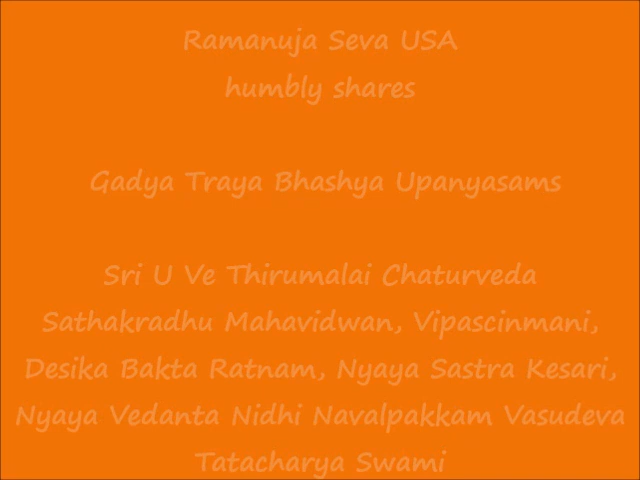 Ramanuja Seva USA
humbly shares
Gadya Traya Bhashya Upanyasams
Sri U Ve Thirumalai Chaturveda
Sathakradhu Mahavidwan, Vipascinmani,
Desika Bakta Ratnam, Nyaya Sastra Kesari,
Nyaya Vedanta Nidhi Navalpakkam Vasudeva
Tatacharya Swami